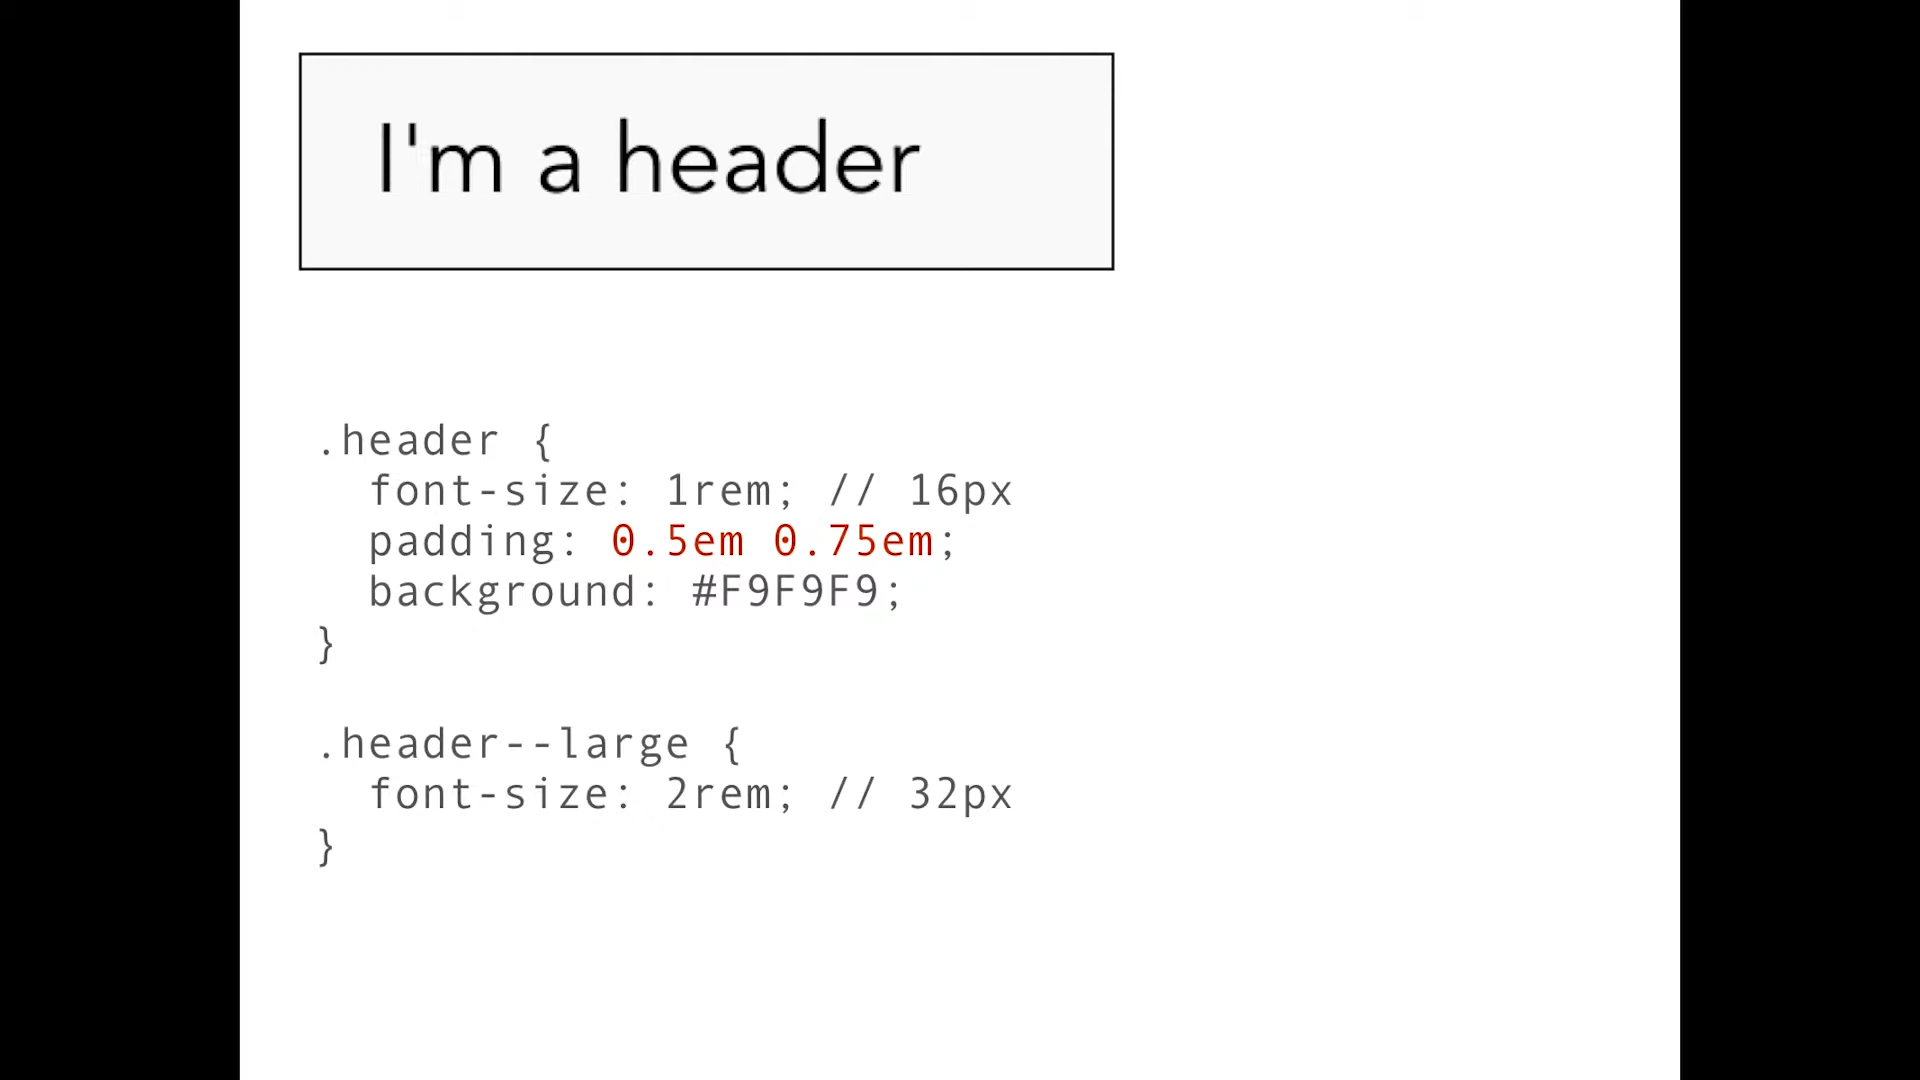 I'm a header
.header {
font-size: 1rem; // 16px
padding: 0.5em 0.75em;
background: #F9F9F9;
}
.header--large {
font-size: 2rem; // 32px
}